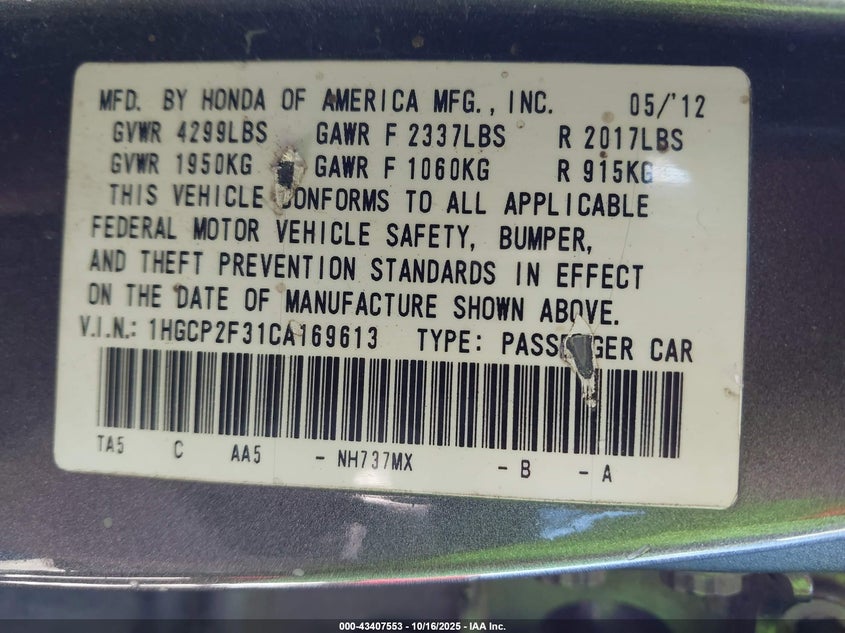 MFD. BY HONDA OF AMERICA MFG., INC. 05/'12
GVWR 4299LBS GAWR F 2337LBS R 2017LBS
GVWR 1950KG GAWR F 1060KG R 915KG
THIS VEHICLE CONFORMS TO ALL APPLICABLE
FEDERAL MOTOR VEHICLE SAFETY, BUMPER,
AND THEFT PREVENTION STANDARDS IN EFFECT
ON THE DATE OF MANUFACTURE SHOWN ABOVE.
V.I.N.: 1HGCP2F31CA169613 TYPE: PASSENGER CAR
TA5 C AA5 - NH737MX - B - A
000-43407553 - 10/16/2025 - IAA Inc.